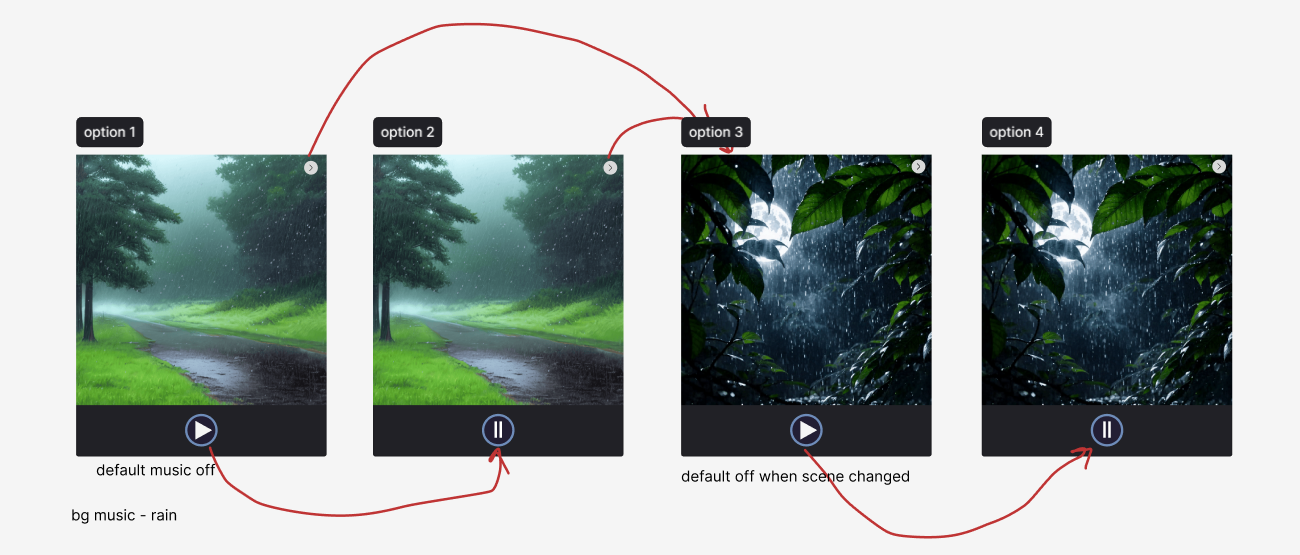 option 1
option 2
option 3
option 4
default music off
default off when scene changed
bg music - rain